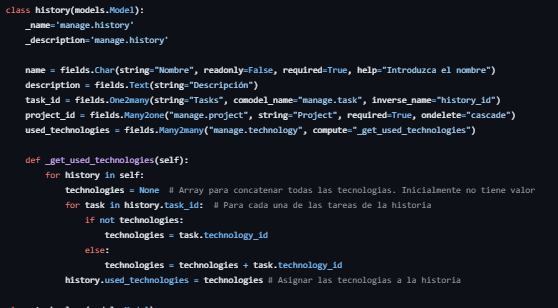 class history(models.Model):
    _name='manage.history'
    _description='manage.history'

    name = fields.Char(string="Nombre", readonly=False, required=True, help="Introduzca el nombre")
    description = fields.Text(string="Descripción")
    task_id = fields.One2many(string="Tasks", comodel_name="manage.task", inverse_name="history_id")
    project_id = fields.Many2one("manage.project", string="Project", required=True, ondelete="cascade")
    used_technologies = fields.Many2many("manage.technology", compute="_get_used_technologies")

    def _get_used_technologies(self):
        for history in self:
            technologies = None  # Array para concatenar todas las tecnologias. Inicialmente no tiene valor
            for task in history.task_id:  # Para cada una de las tareas de la historia
                if not technologies:
                    technologies = task.technology_id
                else:
                    technologies = technologies + task.technology_id
            history.used_technologies = technologies # Asignar las tecnologias a la historia